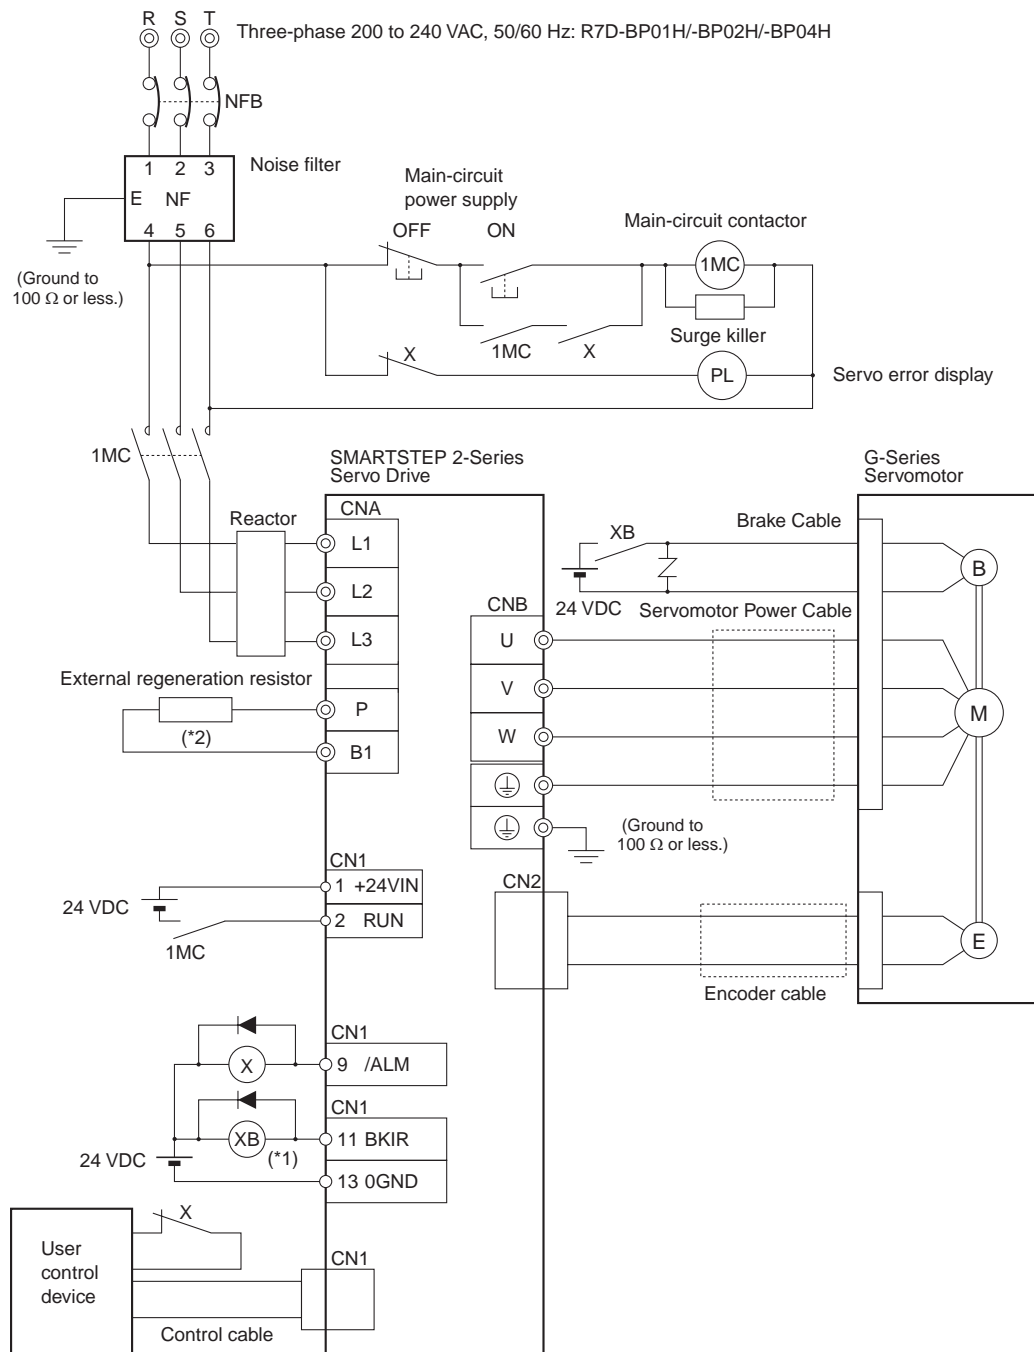 R S T
Three-phase 200 to 240 VAC, 50/60 Hz: R7D-BP01H/-BP02H/-BP04H
NFB
1 2 3
Noise filter
E NF
4 5 6
(Ground to
100 Ω or less.)
Main-circuit
power supply
OFF ON
Main-circuit contactor
1MC
Surge killer
1MC X
X
PL
Servo error display
1MC
SMARTSTEP 2-Series
Servo Drive
G-Series
Servomotor
Reactor
CNA
L1
L2
L3
XB
Brake Cable
B
24 VDC
Servomotor Power Cable
CNB
U
V
W
M
External regeneration resistor
(*2)
P
B1
(Ground to
100 Ω or less.)
CN1
1 +24VIN
2 RUN
24 VDC
1MC
CN2
E
Encoder cable
CN1
X
9 /ALM
CN1
XB
(*1)
11 BKIR
24 VDC
13 0GND
X
User
control
device
CN1
Control cable